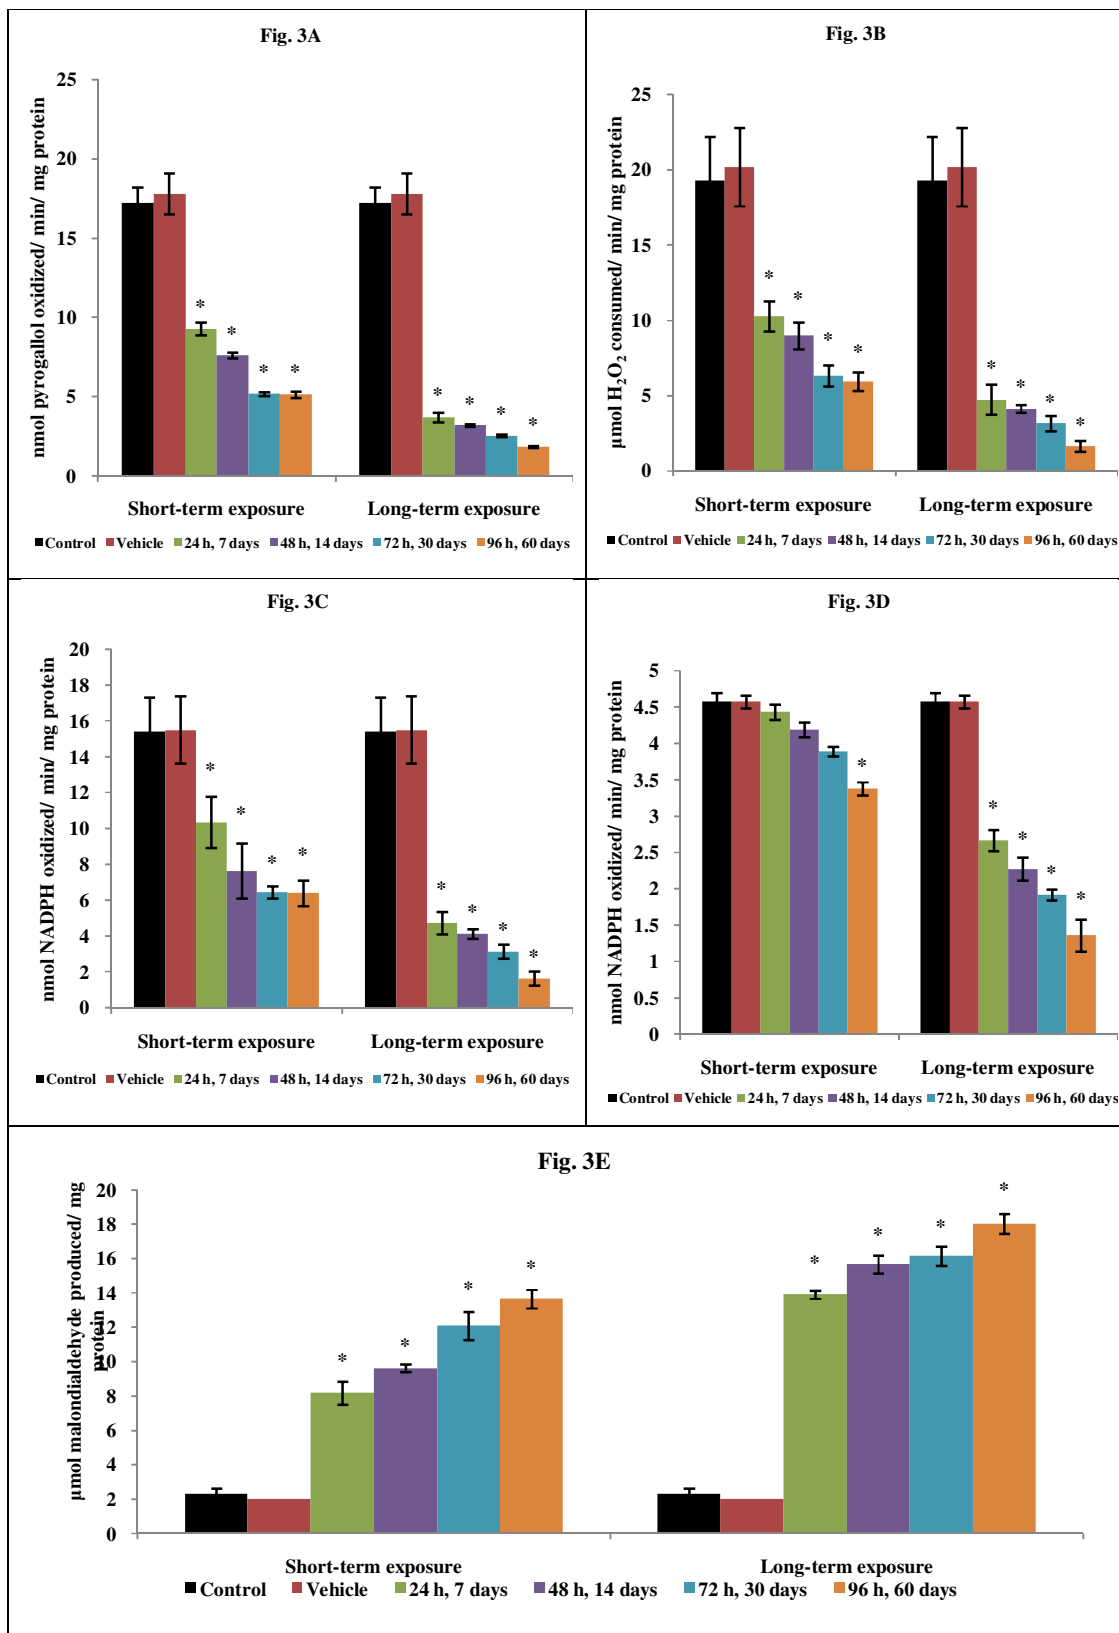 Fig. 3A
nmol pyrogallol oxidized/ min/ mg protein
25
20
15
10
5
0
* * * *
* * * *
Short-term exposure Long-term exposure
Control Vehicle 24 h, 7 days 48 h, 14 days 72 h, 30 days 96 h, 60 days
Fig. 3B
µmol H₂O₂ consumed/ min/ mg protein
25
20
15
10
5
0
* * * *
* * * *
Short-term exposure Long-term exposure
Control Vehicle 24 h, 7 days 48 h, 14 days 72 h, 30 days 96 h, 60 days
Fig. 3C
nmol NADPH oxidized/ min/ mg protein
20
18
16
14
12
10
8
6
4
2
0
* * * *
* * * *
Short-term exposure Long-term exposure
Control Vehicle 24 h, 7 days 48 h, 14 days 72 h, 30 days 96 h, 60 days
Fig. 3D
nmol NADPH oxidized/ min/ mg protein
5
4.5
4
3.5
3
2.5
2
1.5
1
0.5
0
*
* * * *
Short-term exposure Long-term exposure
Control Vehicle 24 h, 7 days 48 h, 14 days 72 h, 30 days 96 h, 60 days
Fig. 3E
µmol malondialdehyde produced/ mg
protein
20
18
16
14
12
10
8
6
4
2
0
* * * *
* * * *
Short-term exposure Long-term exposure
Control Vehicle 24 h, 7 days 48 h, 14 days 72 h, 30 days 96 h, 60 days